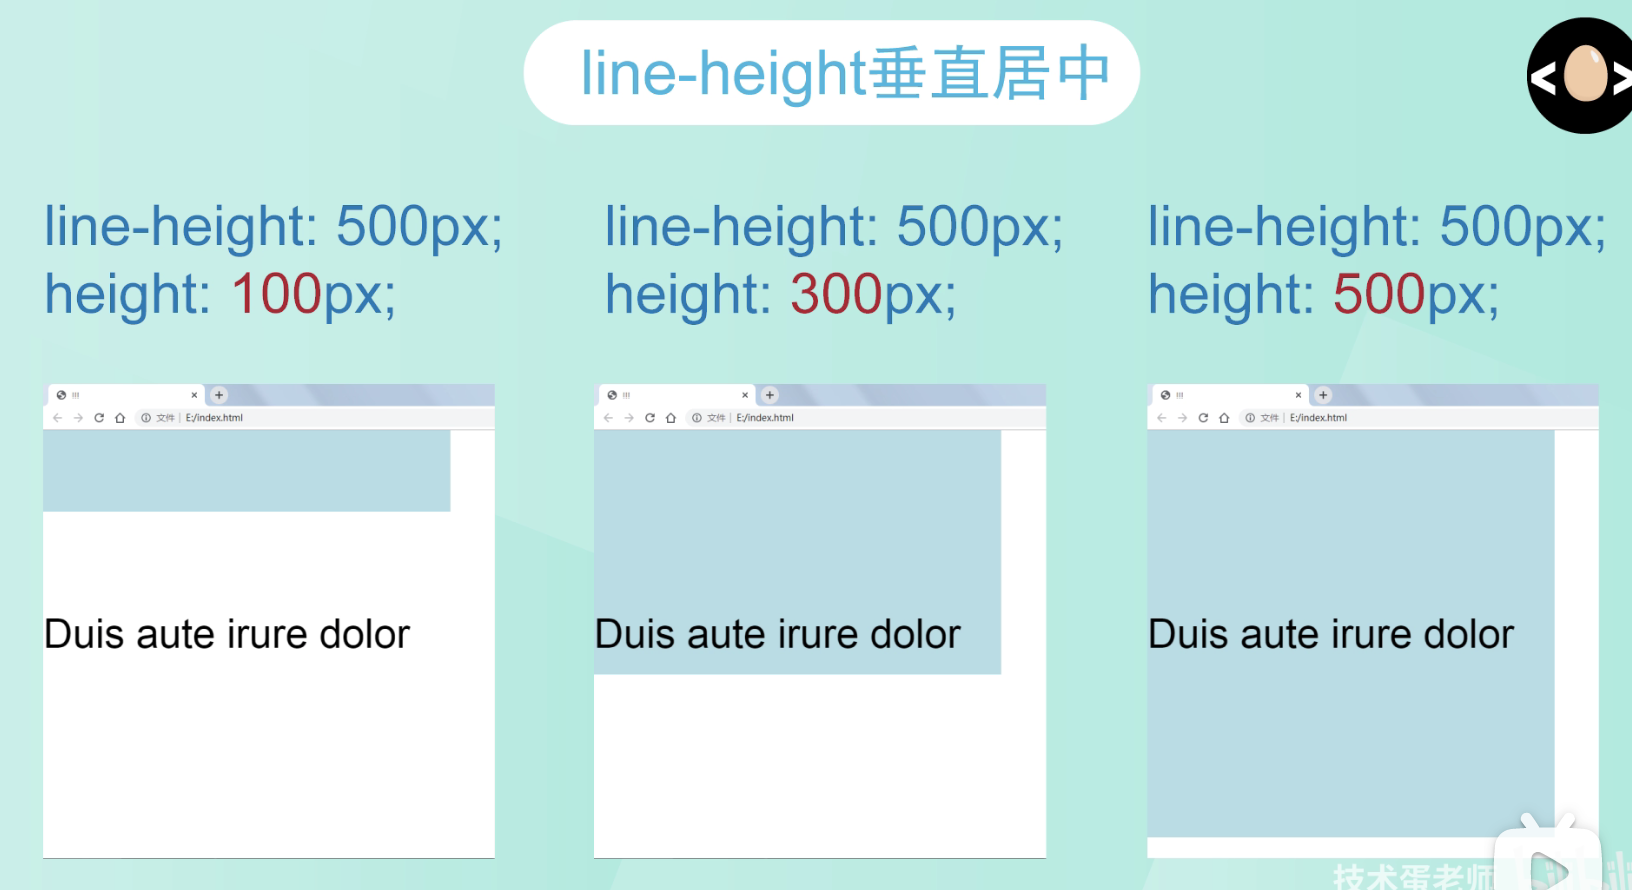 line-height垂直居中
line-height: 500px;
height: 100px;
line-height: 500px;
height: 300px;
line-height: 500px;
height: 500px;
!!!
文件 | E:/index.html
Duis aute irure dolor
!!!
文件 | E:/index.html
Duis aute irure dolor
!!!
文件 | E:/index.html
Duis aute irure dolor
技术蛋老师